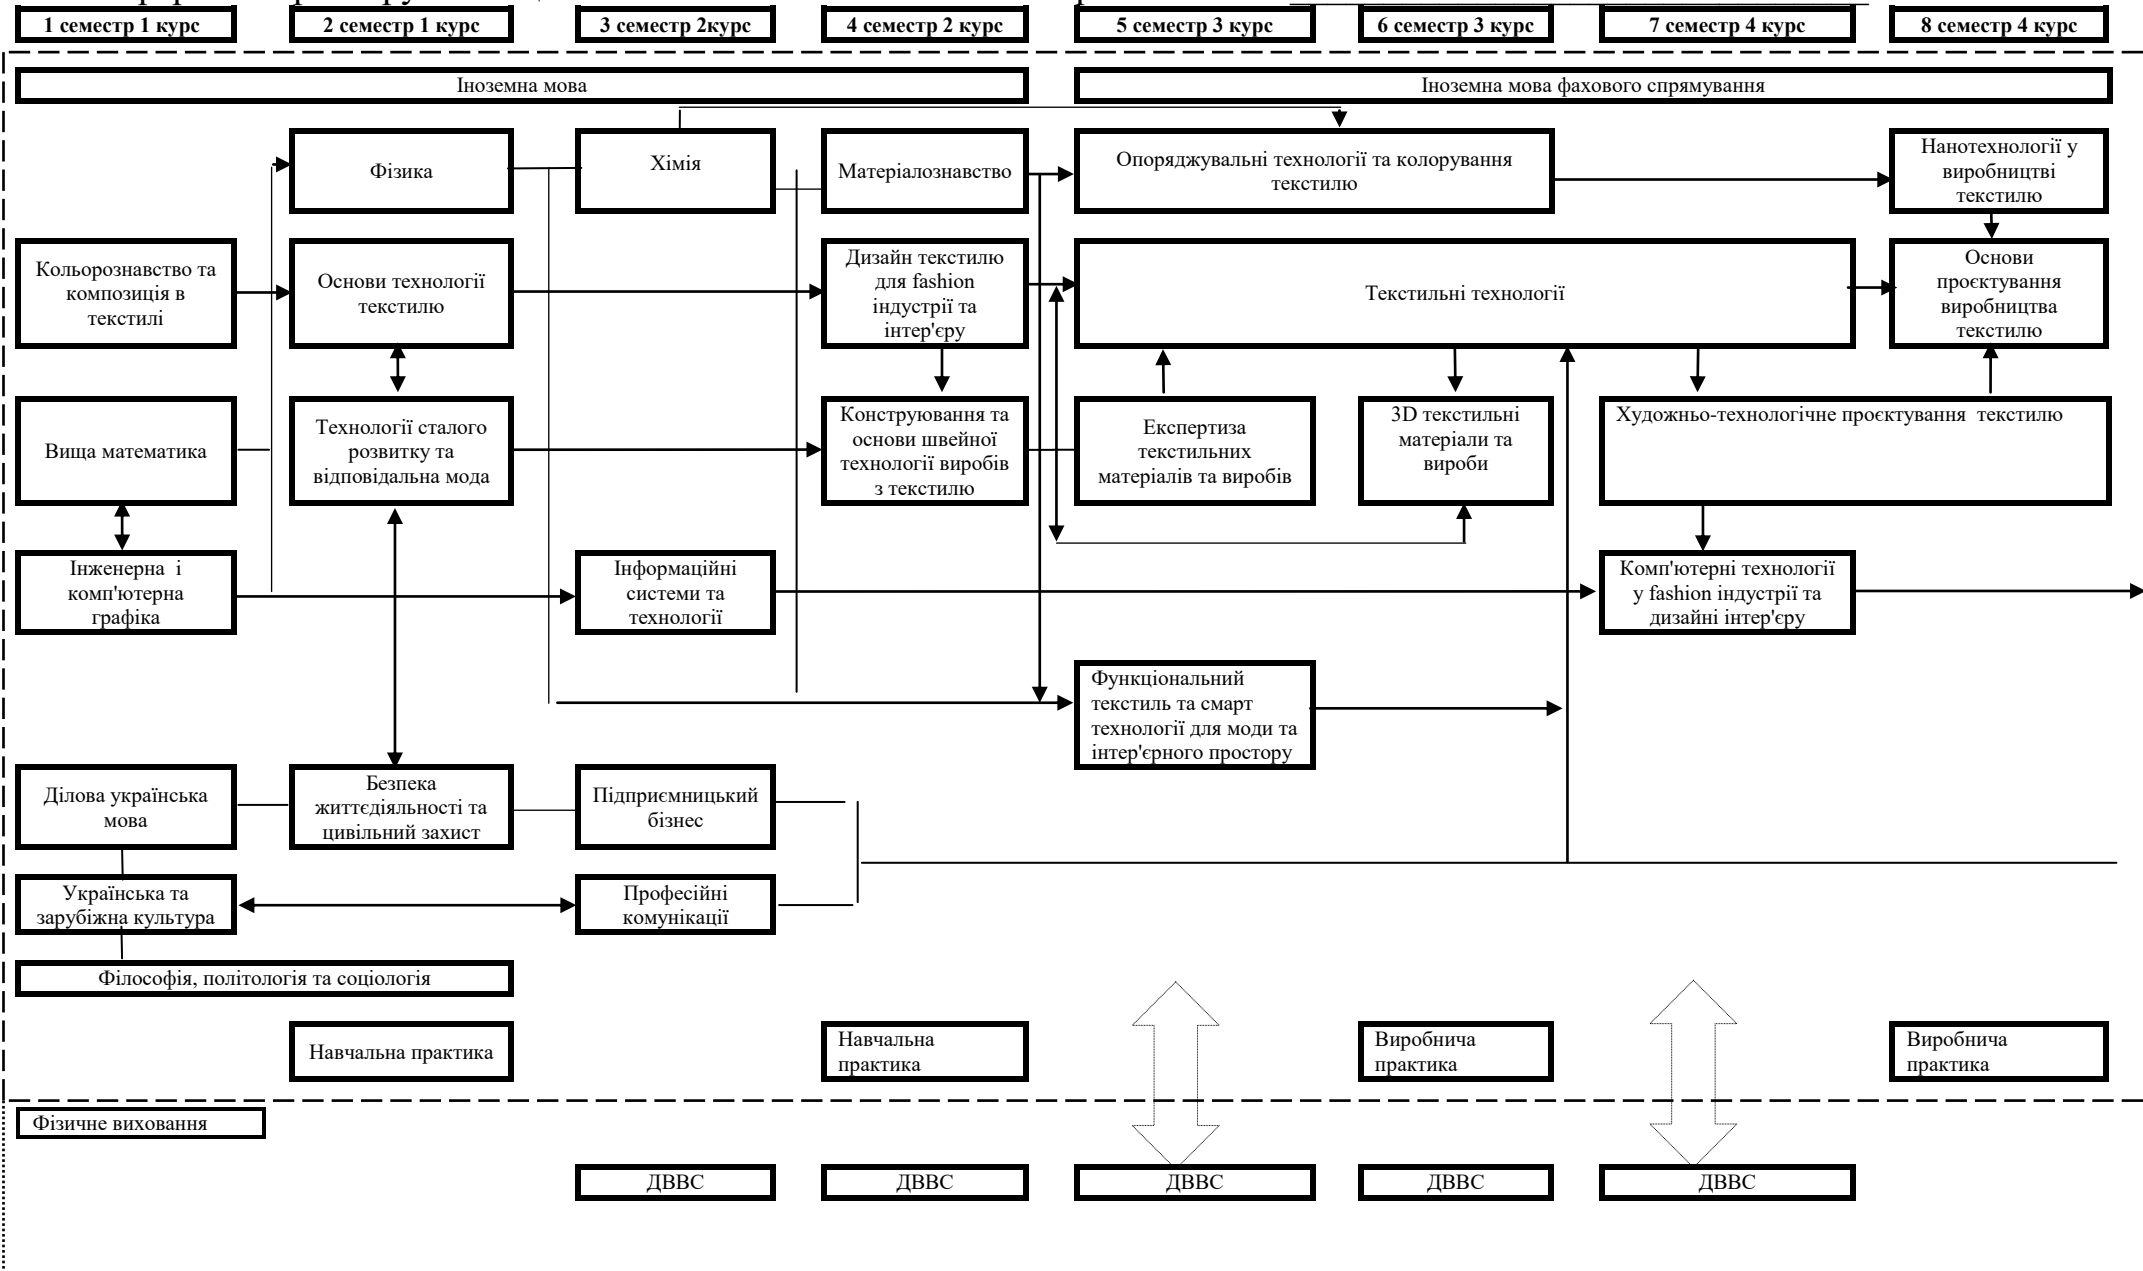 1 семестр 1 курс
2 семестр 1 курс
3 семестр 2курс
4 семестр 2 курс
5 семестр 3 курс
6 семестр 3 курс
7 семестр 4 курс
8 семестр 4 курс
Іноземна мова
Іноземна мова фахового спрямування
Фізика
Хімія
Матеріалознавство
Опоряджувальні технології та колорування
текстилю
Нанотехнології у
виробництві
текстилю
Кольорознавство та
композиція в
текстилі
Основи технології
текстилю
Дизайн текстилю
для fashion
індустрії та
інтер'єру
Текстильні технології
Основи
проєктування
виробництва
текстилю
Вища математика
Технології сталого
розвитку та
відповідальна мода
Конструювання та
основи швейної
технології виробів
з текстилю
Експертиза
текстильних
матеріалів та виробів
3D текстильні
матеріали та
вироби
Художньо-технологічне проєктування  текстилю
Інженерна  і
комп'ютерна
графіка
Інформаційні
системи та
технології
Комп'ютерні технології
у fashion індустрії та
дизайні інтер'єру
Функціональний
текстиль та смарт
технології для моди та
інтер'єрного простору
Ділова українська
мова
Безпека
життєдіяльності та
цивільний захист
Підприємницький
бізнес
Українська та
зарубіжна культура
Професійні
комунікації
Філософія, політологія та соціологія
Навчальна практика
Навчальна
практика
Виробнича
практика
Виробнича
практика
Фізичне виховання
ДВВС
ДВВС
ДВВС
ДВВС
ДВВС